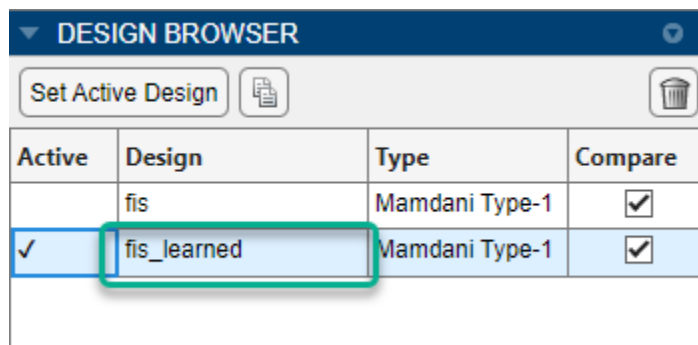 DESIGN BROWSER
Set Active Design
Active Design Type Compare
fis Mamdani Type-1
✓ fis_learned Mamdani Type-1